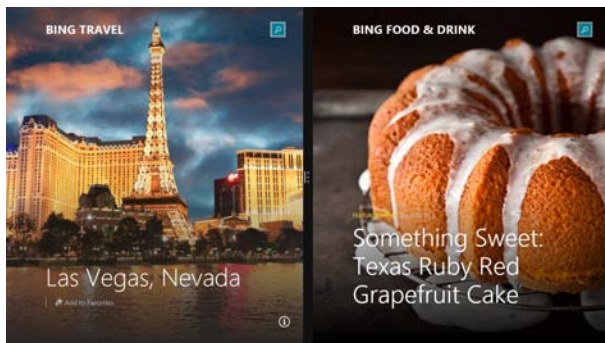 BING TRAVEL
Las Vegas, Nevada
Add to Favorites
BING FOOD & DRINK
Something Sweet:
Texas Ruby Red
Grapefruit Cake